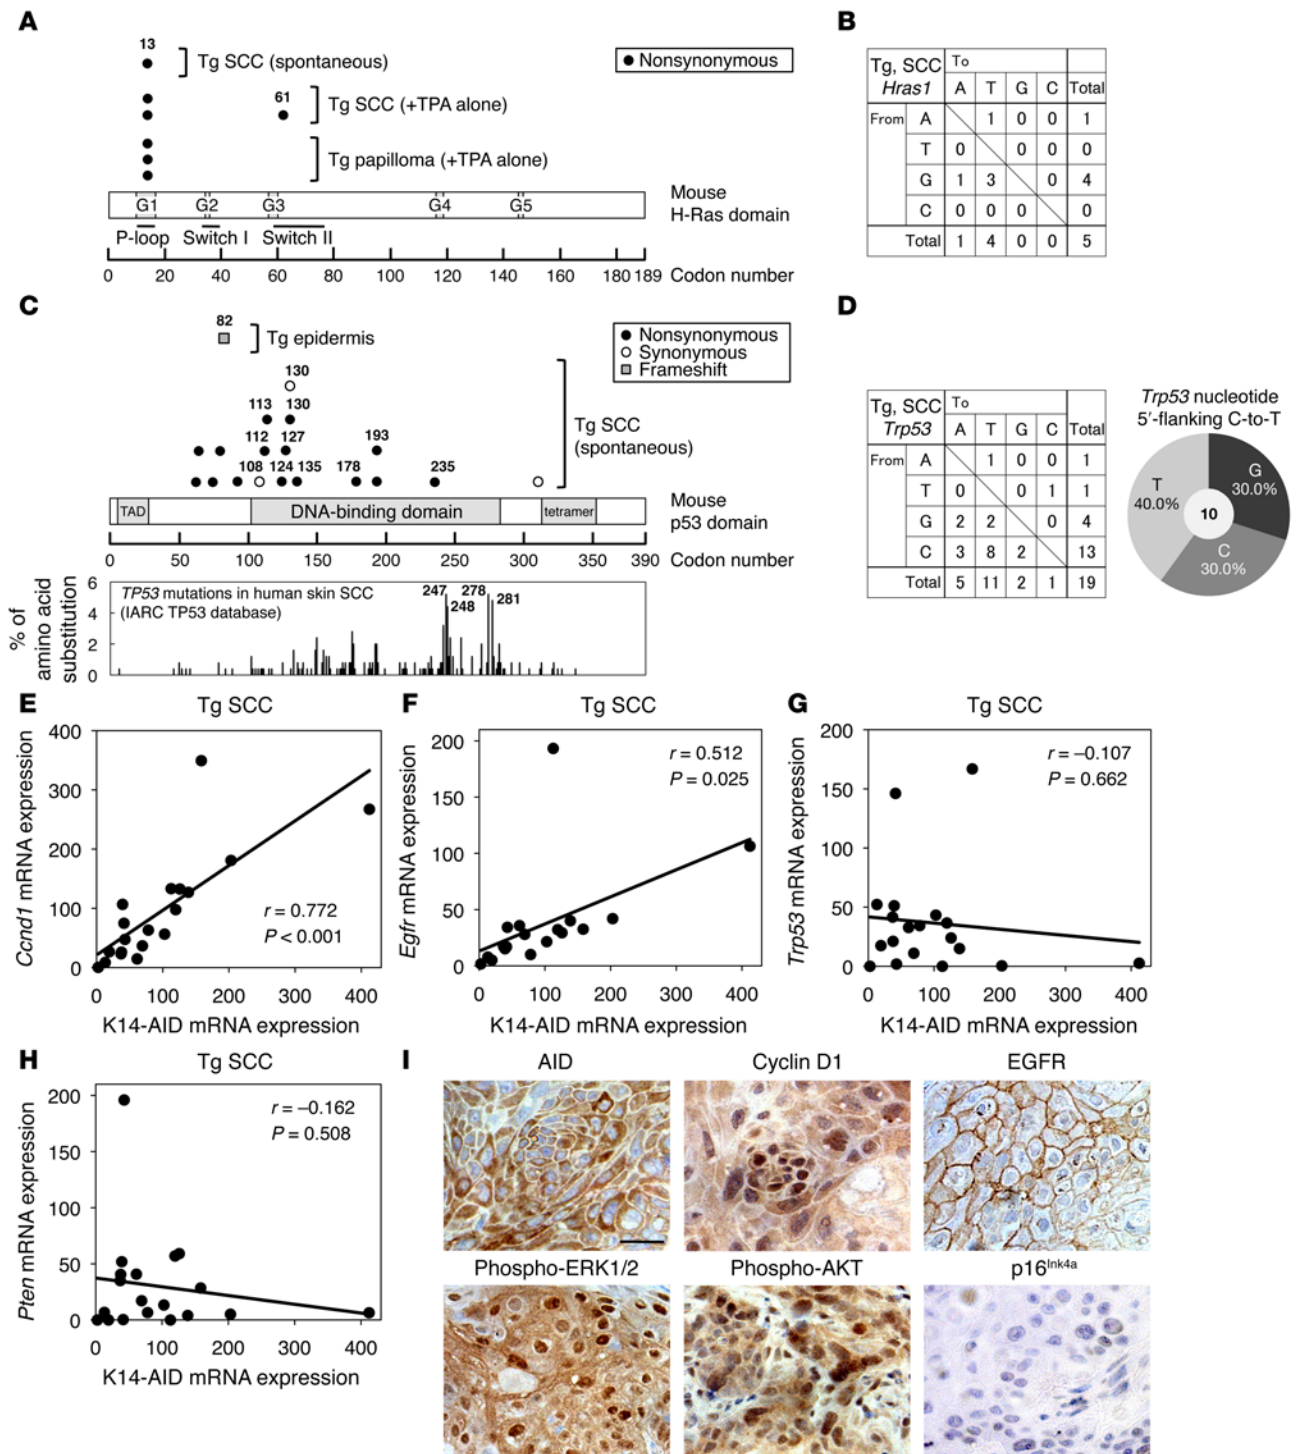 A
13
Tg SCC (spontaneous)
Nonsynonymous
61
Tg SCC (+TPA alone)
Tg papilloma (+TPA alone)
G1 G2 G3 G4 G5
Mouse
H-Ras domain
P-loop Switch I Switch II
0 20 40 60 80 100 120 140 160 180 189 Codon number
B
Tg, SCC
Hras1
To
A T G C Total
From A 1 0 0 1
T 0 0 0 0
G 1 3 0 4
C 0 0 0 0
Total 1 4 0 0 5
C
82
Tg epidermis
Nonsynonymous
Synonymous
Frameshift
130
113 130
112 127 193
108 124 135 178 235
Tg SCC
(spontaneous)
TAD DNA-binding domain tetramer
Mouse
p53 domain
0 50 100 150 200 250 300 350 390 Codon number
% of
amino acid
substitution
6
4
2
0
TP53 mutations in human skin SCC
(IARC TP53 database)
247 278
248 281
D
Tg, SCC
Trp53
To
A T G C Total
From A 1 0 0 1
T 0 0 1 1
G 2 2 0 4
C 3 8 2 13
Total 5 11 2 1 19
Trp53 nucleotide
5′-flanking C-to-T
G
30.0%
T
40.0%
10
C
30.0%
E
Tg SCC
Ccnd1 mRNA expression
400
300
200
100
0
r = 0.772
P < 0.001
0 100 200 300 400
K14-AID mRNA expression
F
Tg SCC
Egfr mRNA expression
200
150
100
50
0
r = 0.512
P = 0.025
0 100 200 300 400
K14-AID mRNA expression
G
Tg SCC
Trp53 mRNA expression
200
150
100
50
0
r = −0.107
P = 0.662
0 100 200 300 400
K14-AID mRNA expression
H
Tg SCC
Pten mRNA expression
200
150
100
50
0
r = −0.162
P = 0.508
0 100 200 300 400
K14-AID mRNA expression
I
AID Cyclin D1 EGFR
Phospho-ERK1/2 Phospho-AKT p16Ink4a